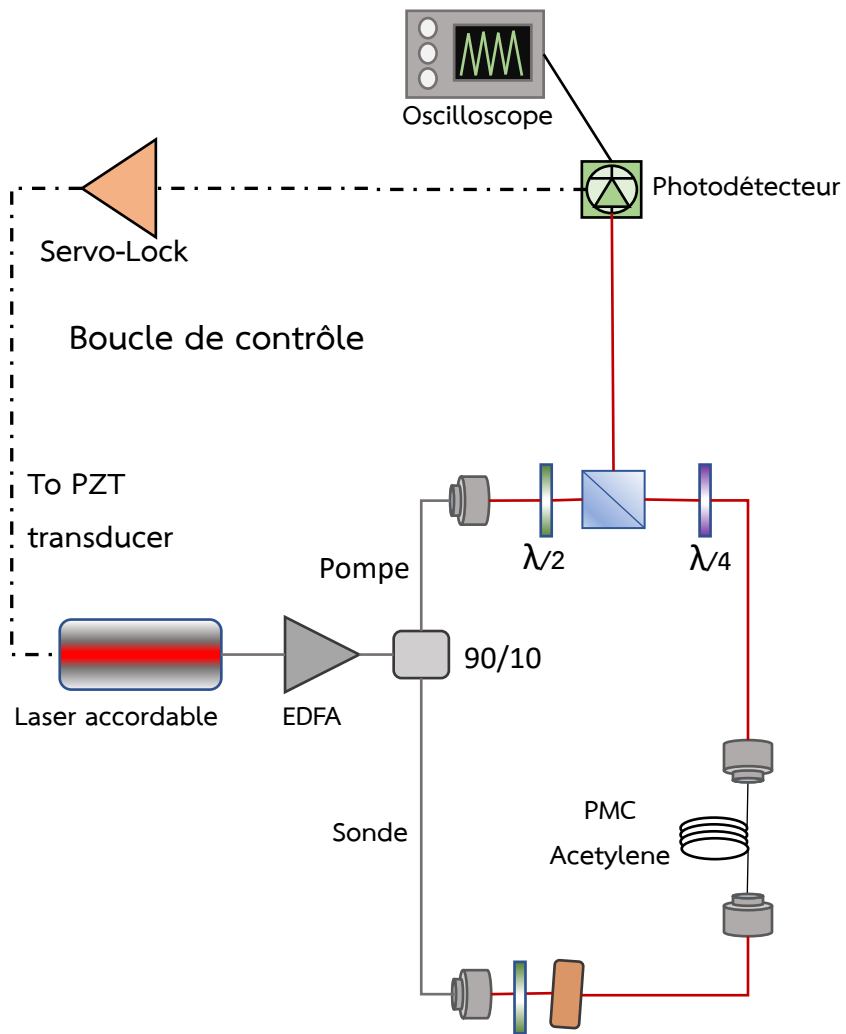 Oscilloscope
Photodétecteur
Servo-Lock
Boucle de contrôle
To PZT
transducer
λ/2
λ/4
Pompe
90/10
Laser accordable
EDFA
Sonde
PMC
Acetylene